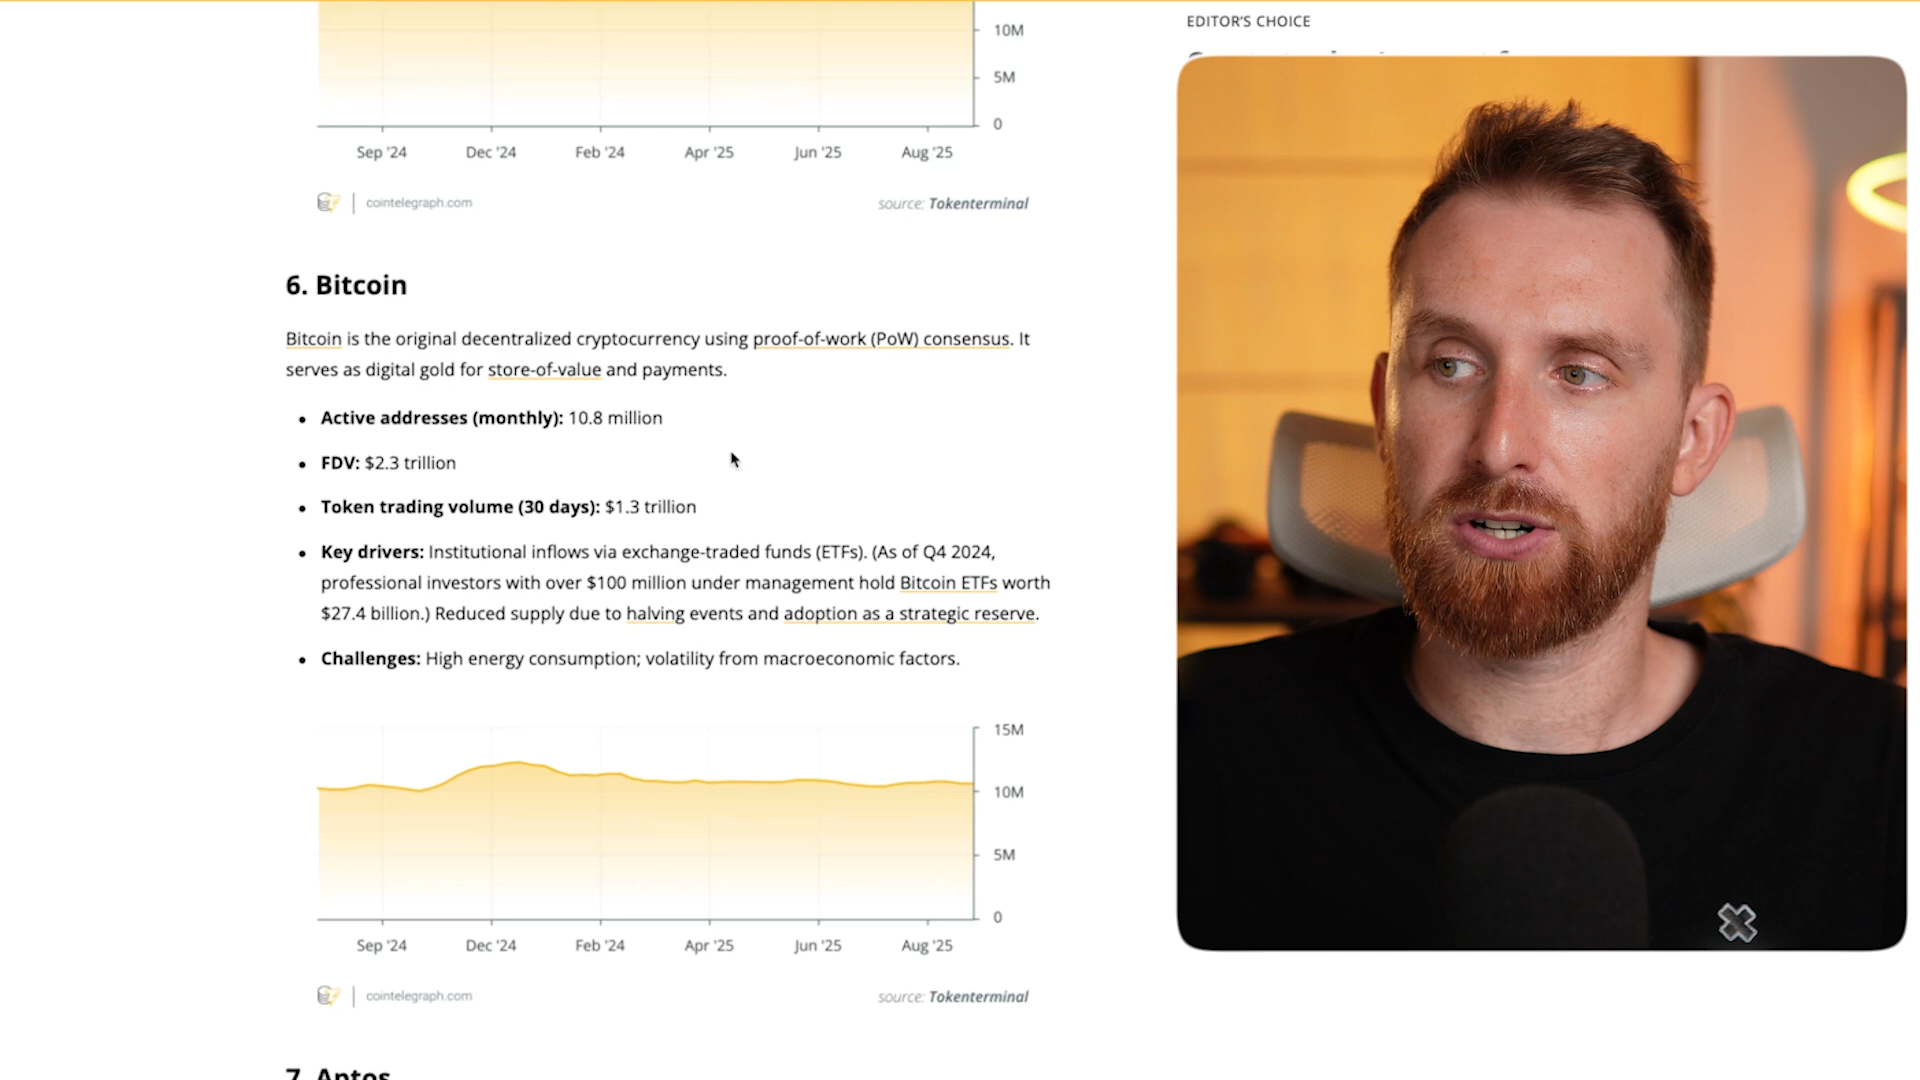 EDITOR'S CHOICE
10M
5M
0
Sep '24 Dec '24 Feb '24 Apr '25 Jun '25 Aug '25
cointelegraph.com source: Tokenterminal
6. Bitcoin
Bitcoin is the original decentralized cryptocurrency using proof-of-work (PoW) consensus. It
serves as digital gold for store-of-value and payments.
• Active addresses (monthly): 10.8 million
• FDV: $2.3 trillion
• Token trading volume (30 days): $1.3 trillion
• Key drivers: Institutional inflows via exchange-traded funds (ETFs). (As of Q4 2024,
professional investors with over $100 million under management hold Bitcoin ETFs worth
$27.4 billion.) Reduced supply due to halving events and adoption as a strategic reserve.
• Challenges: High energy consumption; volatility from macroeconomic factors.
15M
10M
5M
0
Sep '24 Dec '24 Feb '24 Apr '25 Jun '25 Aug '25
cointelegraph.com source: Tokenterminal
7. Aptos